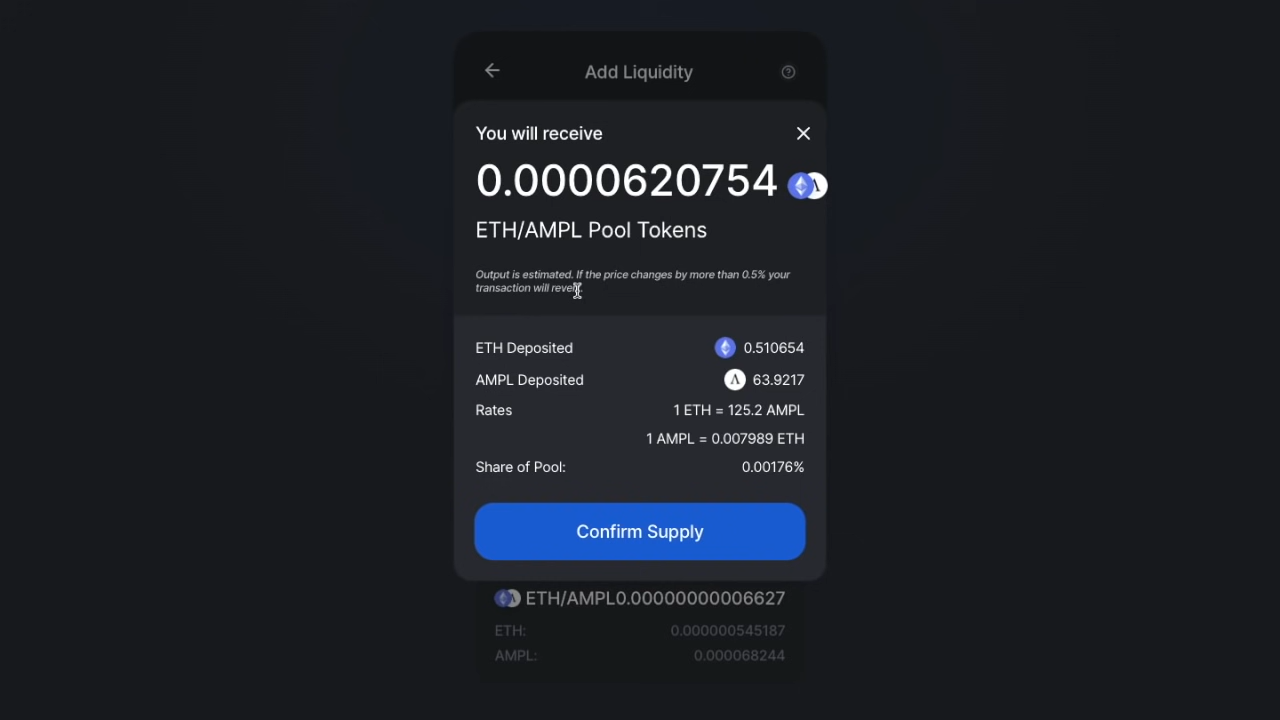 Add Liquidity
You will receive
0.0000620754
ETH/AMPL Pool Tokens
Output is estimated. If the price changes by more than 0.5% your
transaction will revert.
ETH Deposited 0.510654
AMPL Deposited 63.9217
Rates 1 ETH = 125.2 AMPL
1 AMPL = 0.007989 ETH
Share of Pool: 0.00176%
Confirm Supply
ETH/AMPL0.00000000006627
ETH: 0.000000545187
AMPL: 0.000068244